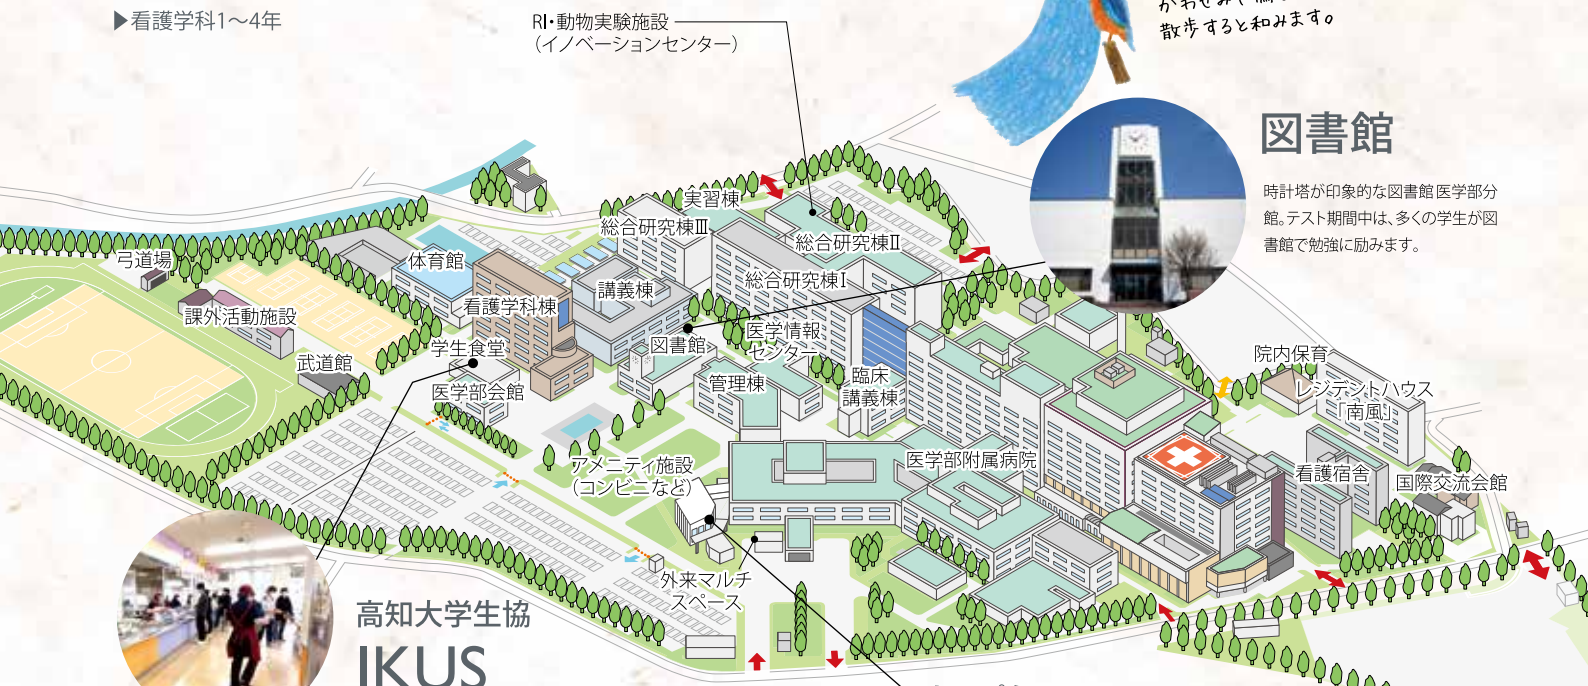 ▶看護学科1～4年
RI・動物実験施設
（イノベーションセンター）
散歩すると和みます。
図書館
時計塔が印象的な図書館医学部分
館。テスト期間中は、多くの学生が図
書館で勉強に励みます。
実習棟
総合研究棟Ⅲ
総合研究棟Ⅱ
弓道場
体育館
総合研究棟Ⅰ
講義棟
看護学科棟
課外活動施設
医学情報
センター
図書館
学生食堂
武道館
院内保育
管理棟
臨床
講義棟
医学部会館
レジデントハウス
「南風」
アメニティ施設
（コンビニなど）
医学部附属病院
看護宿舎
国際交流会館
外来マルチ
スペース
高知大学生協
IKUS